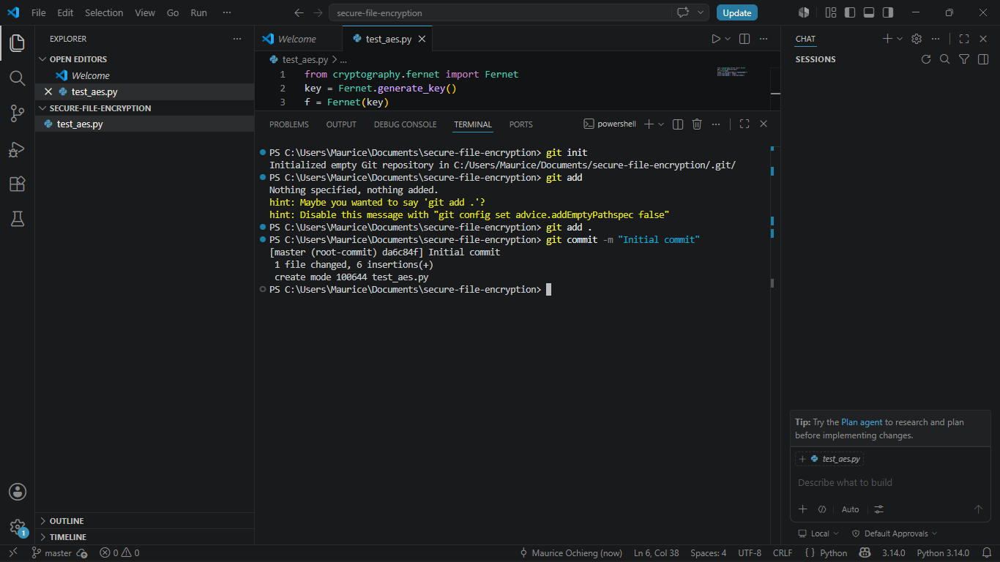 File Edit Selection View Go Run ···
secure-file-encryption
Update
EXPLORER
OPEN EDITORS
Welcome
test_aes.py
SECURE-FILE-ENCRYPTION
test_aes.py
OUTLINE
TIMELINE
Welcome
test_aes.py
test_aes.py > ...
1 from cryptography.fernet import Fernet
2 key = Fernet.generate_key()
3 f = Fernet(key)
PROBLEMS OUTPUT DEBUG CONSOLE TERMINAL PORTS
powershell
PS C:\Users\Maurice\Documents\secure-file-encryption> git init
Initialized empty Git repository in C:/Users/Maurice/Documents/secure-file-encryption/.git/
PS C:\Users\Maurice\Documents\secure-file-encryption> git add
Nothing specified, nothing added.
hint: Maybe you wanted to say 'git add .'?
hint: Disable this message with "git config set advice.addEmptyPathspec false"
PS C:\Users\Maurice\Documents\secure-file-encryption> git add .
PS C:\Users\Maurice\Documents\secure-file-encryption> git commit -m "Initial commit"
[master (root-commit) da6c84f] Initial commit
1 file changed, 6 insertions(+)
create mode 100644 test_aes.py
PS C:\Users\Maurice\Documents\secure-file-encryption>
CHAT
SESSIONS
Tip: Try the Plan agent to research and plan
before implementing changes.
test_aes.py
Describe what to build
Auto
Local
Default Approvals
1
master
0 0
Maurice Ochieng (now)
Ln 6, Col 38
Spaces: 4
UTF-8
CRLF
{ } Python
3.14.0
Python 3.14.0